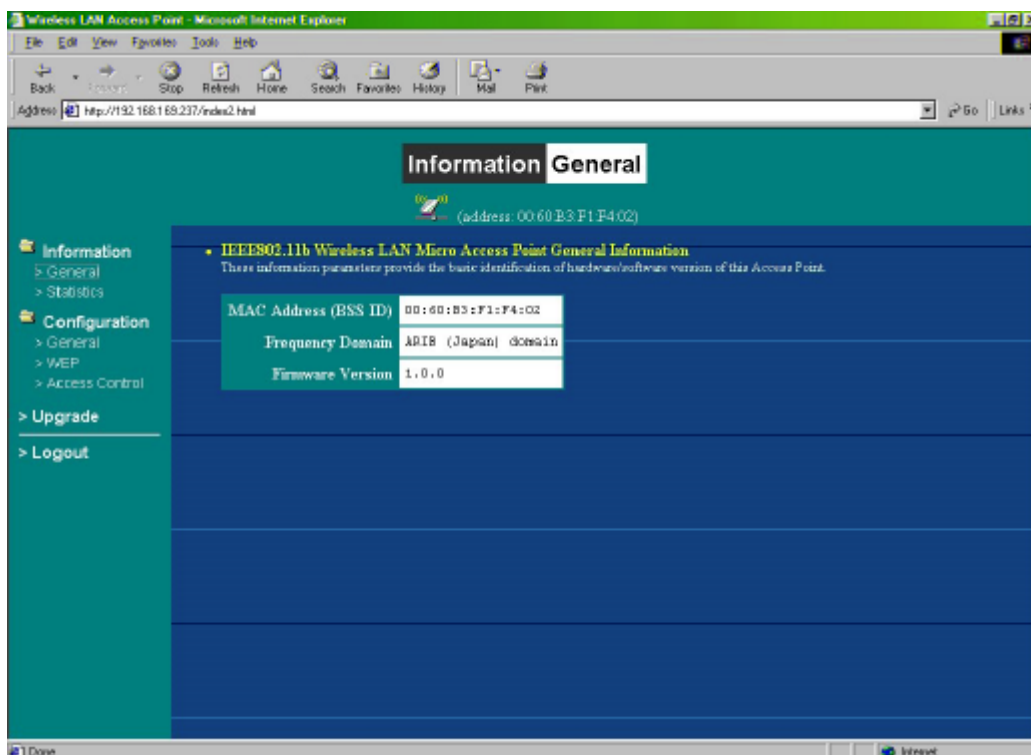 Wireless LAN Access Point - Microsoft Internet Explorer
File Edit View Favorites Tools Help
Back Forward Stop Refresh Home Search Favorites History Mail Print
Address http://192.168.169.237/index2.html Go Links
Information General
(address: 00:60:B3:F1:F4:02)
Information
> General
> Statistics
Configuration
> General
> WEP
> Access Control
> Upgrade
> Logout
IEEE802.11b Wireless LAN Micro Access Point General Information
These information parameters provide the basic identification of hardware/software version of this Access Point.
MAC Address (BSS ID) 00:60:B3:F1:F4:02
Frequency Domain ARIB (Japan) domain
Firmware Version 1.0.0
Done Internet